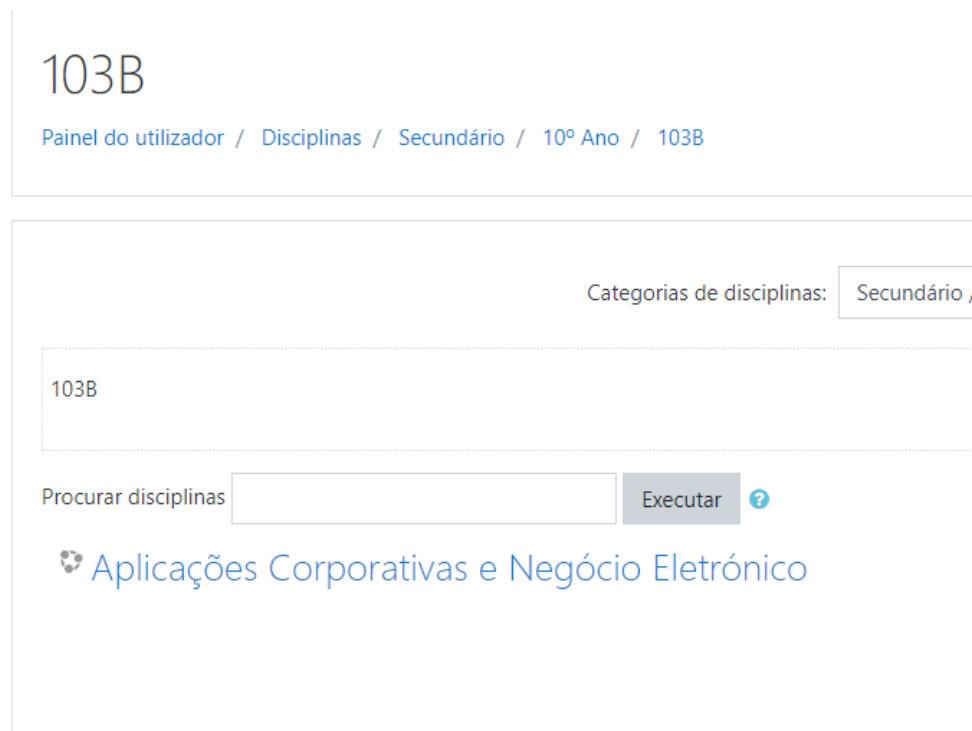 103B
Painel do utilizador / Disciplinas / Secundário / 10º Ano / 103B
Categorias de disciplinas: Secundário /
103B
Procurar disciplinas Executar ?
Aplicações Corporativas e Negócio Eletrónico